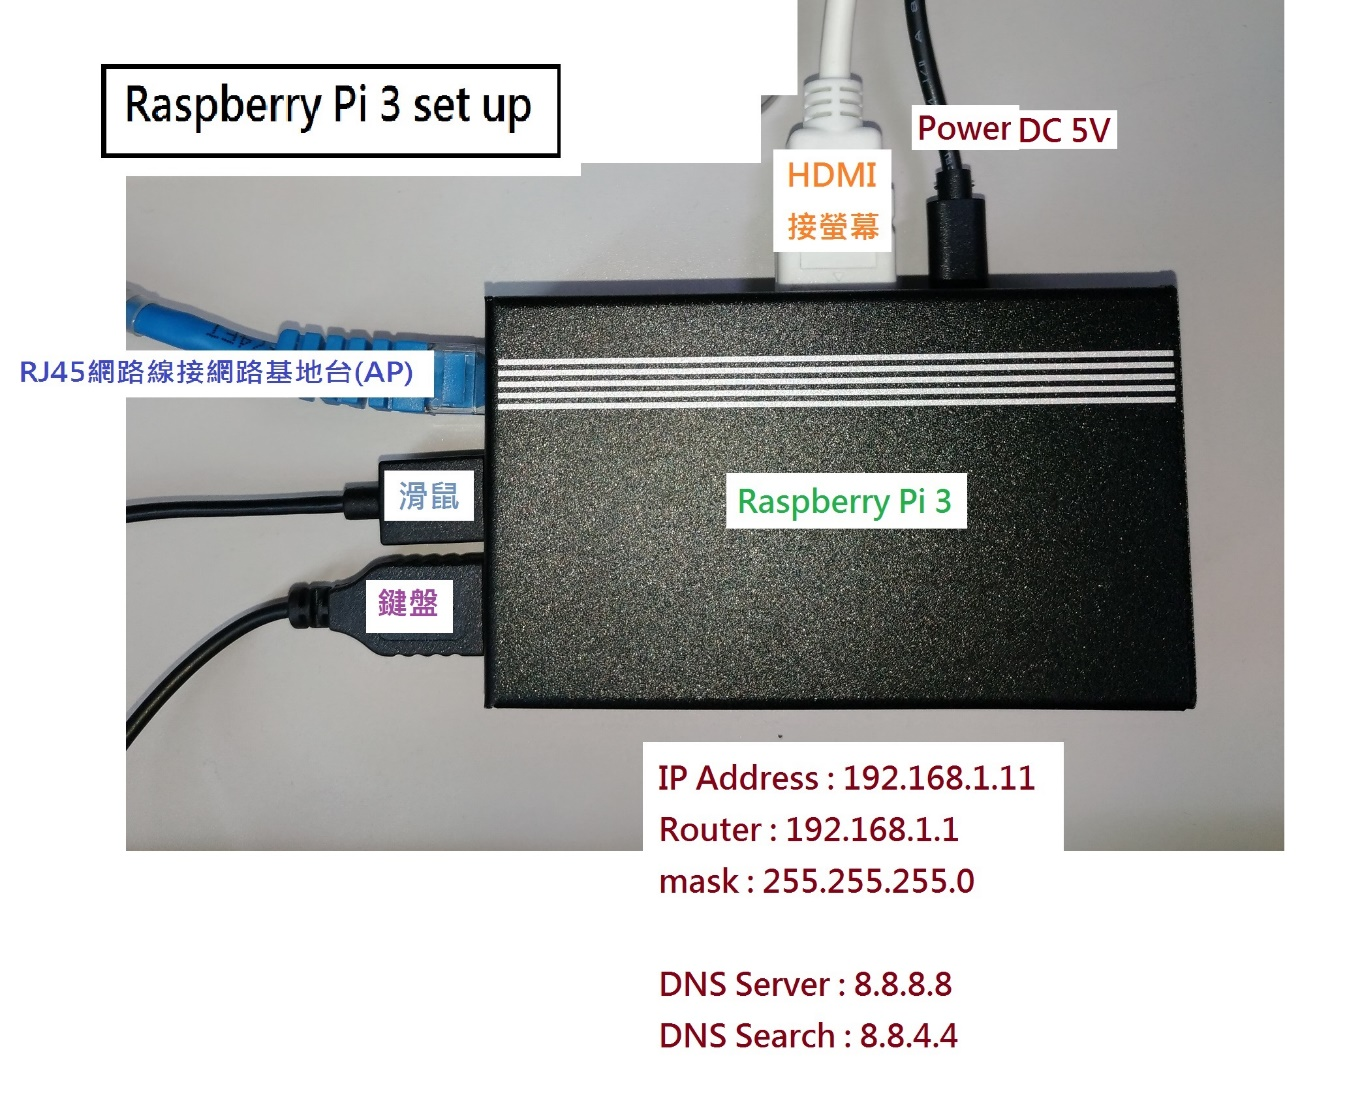 Raspberry Pi 3 set up
Power DC 5V
HDMI
接螢幕
RJ45網路線接網路基地台(AP)
滑鼠
Raspberry Pi 3
鍵盤
IP Address : 192.168.1.11
Router : 192.168.1.1
mask : 255.255.255.0
DNS Server : 8.8.8.8
DNS Search : 8.8.4.4